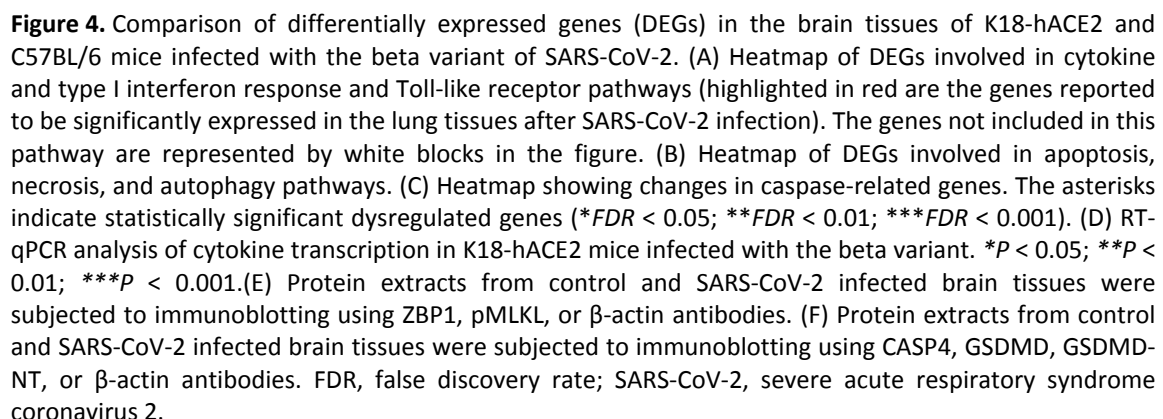 Figure 4. Comparison of differentially expressed genes (DEGs) in the brain tissues of K18-hACE2 and
C57BL/6 mice infected with the beta variant of SARS-CoV-2. (A) Heatmap of DEGs involved in cytokine
and type I interferon response and Toll-like receptor pathways (highlighted in red are the genes reported
to be significantly expressed in the lung tissues after SARS-CoV-2 infection). The genes not included in this
pathway are represented by white blocks in the figure. (B) Heatmap of DEGs involved in apoptosis,
necrosis, and autophagy pathways. (C) Heatmap showing changes in caspase-related genes. The asterisks
indicate statistically significant dysregulated genes (*FDR < 0.05; **FDR < 0.01; ***FDR < 0.001). (D) RT-
qPCR analysis of cytokine transcription in K18-hACE2 mice infected with the beta variant. *P < 0.05; **P <
0.01; ***P < 0.001.(E) Protein extracts from control and SARS-CoV-2 infected brain tissues were
subjected to immunoblotting using ZBP1, pMLKL, or β-actin antibodies. (F) Protein extracts from control
and SARS-CoV-2 infected brain tissues were subjected to immunoblotting using CASP4, GSDMD, GSDMD-
NT, or β-actin antibodies. FDR, false discovery rate; SARS-CoV-2, severe acute respiratory syndrome
coronavirus 2.